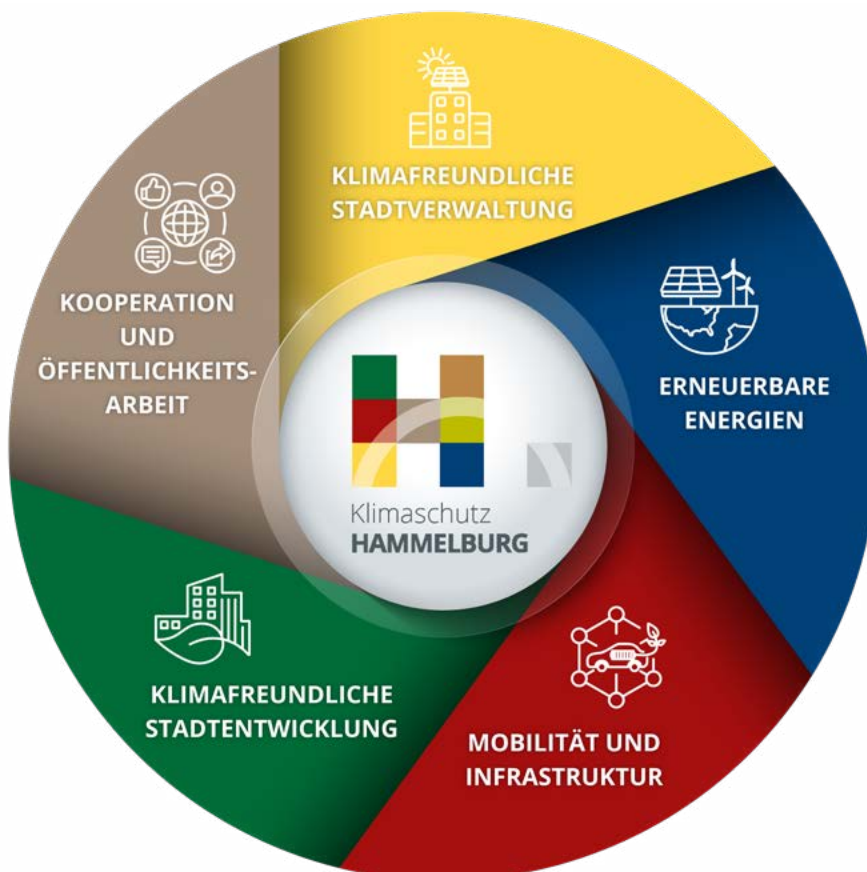 KLIMAFREUNDLICHE
STADTVERWALTUNG
ERNEUERBARE
ENERGIEN
MOBILITÄT UND
INFRASTRUKTUR
KLIMAFREUNDLICHE
STADTENTWICKLUNG
KOOPERATION
UND
ÖFFENTLICHKEITS-
ARBEIT
Klimaschutz
HAMMELBURG